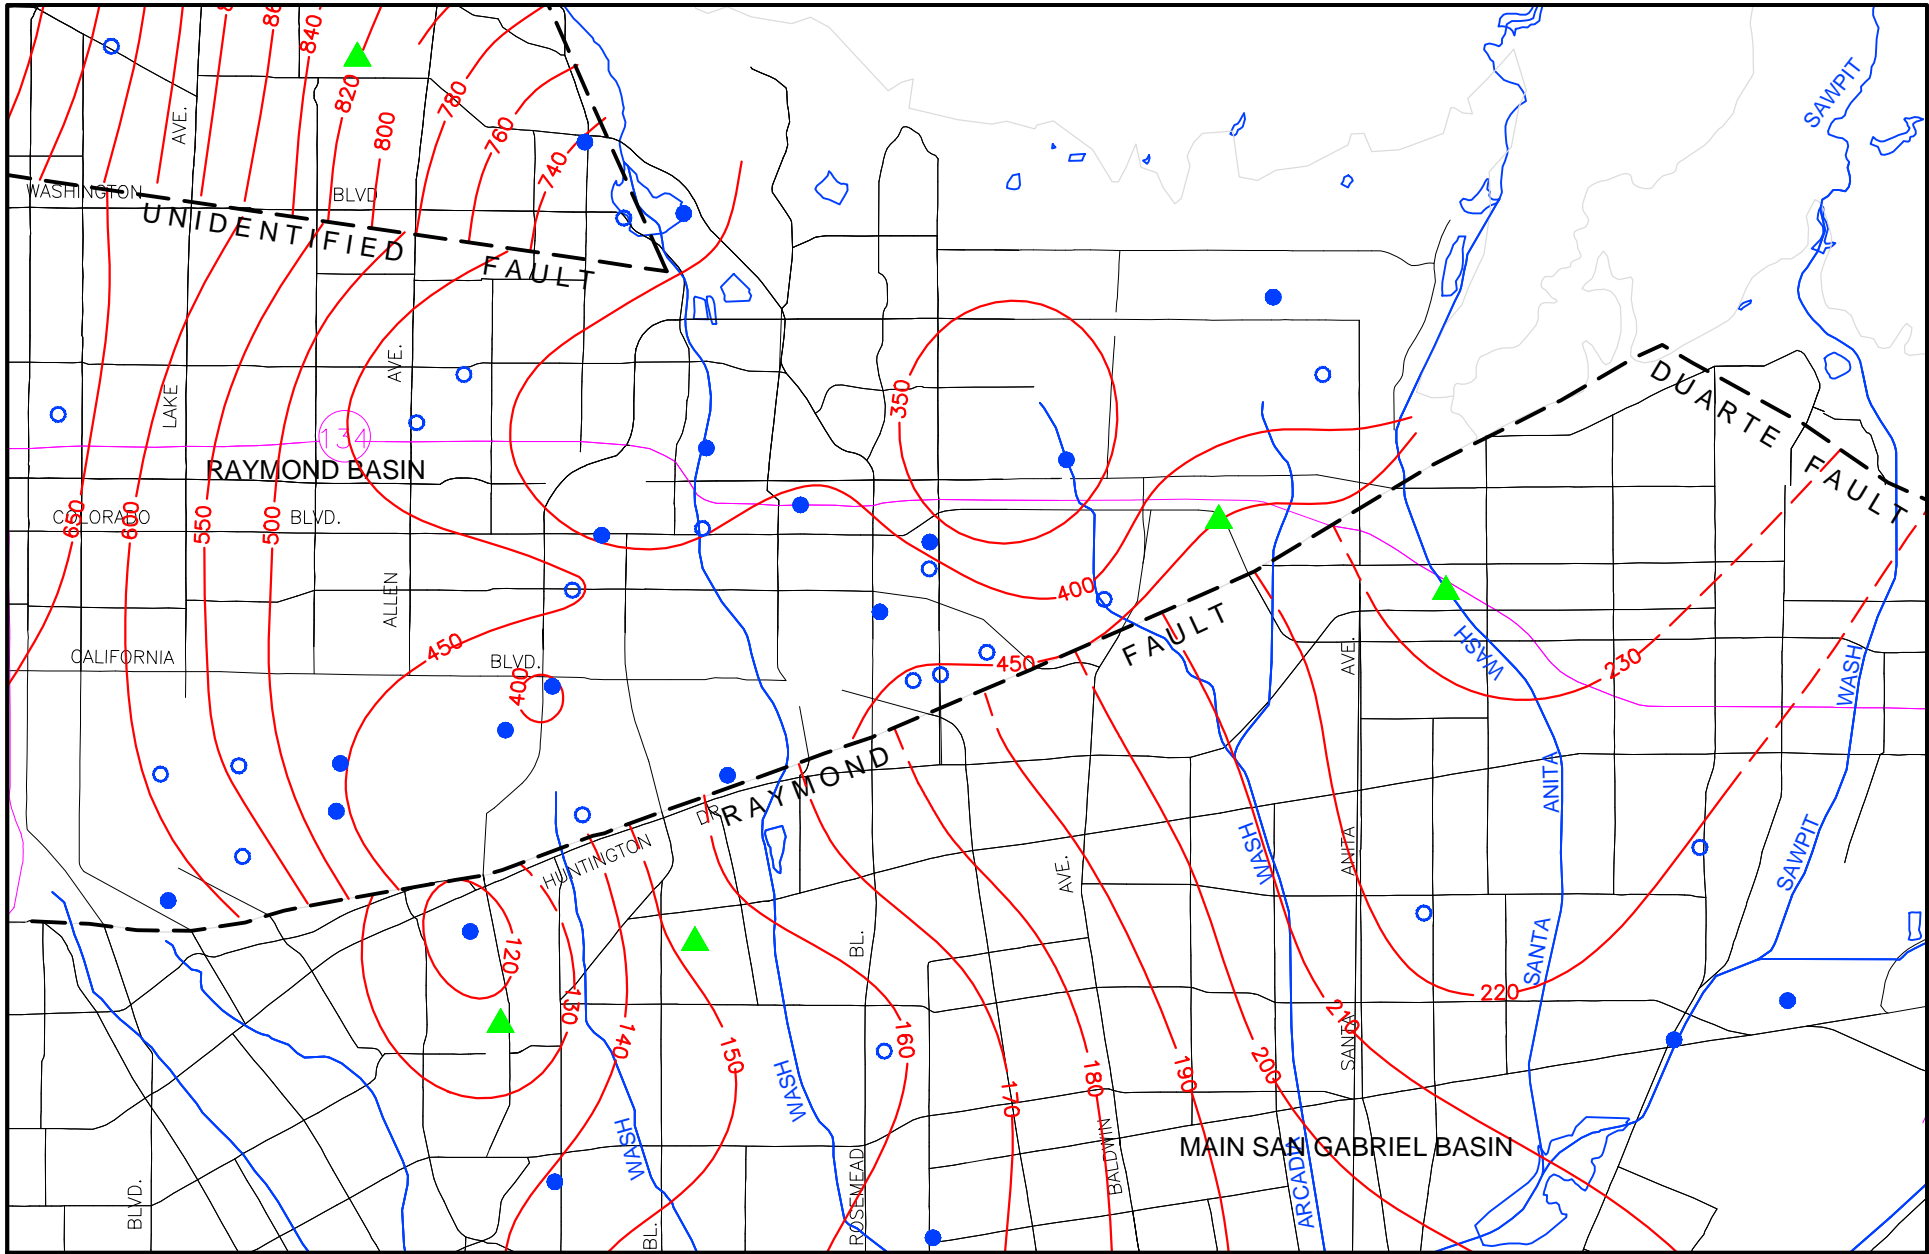 840
820
800
780
760
740
AVE.
WASHINGTON
BLVD
UNIDENTIFIED FAULT
SAWPIT
LAKE
AVE.
134
RAYMOND BASIN
350
DUARTE FAULT
650
600
550
500
COLORADO
BLVD.
ALLEN
400
450
CALIFORNIA
BLVD.
400
450
FAULT
AVE.
WASH
230
WASH
RAYMOND
DR.
HUNTINGTON
WASH
ANITA
ANITA
SAWPIT
AVE.
BL.
120
130
140
150
160
170
180
190
200
210
220
SANTA
SANTA
WASH
WASH
BALDWIN
MAIN SAN GABRIEL BASIN
ARCADIA
ROSEMEAD
BLVD.
BL.